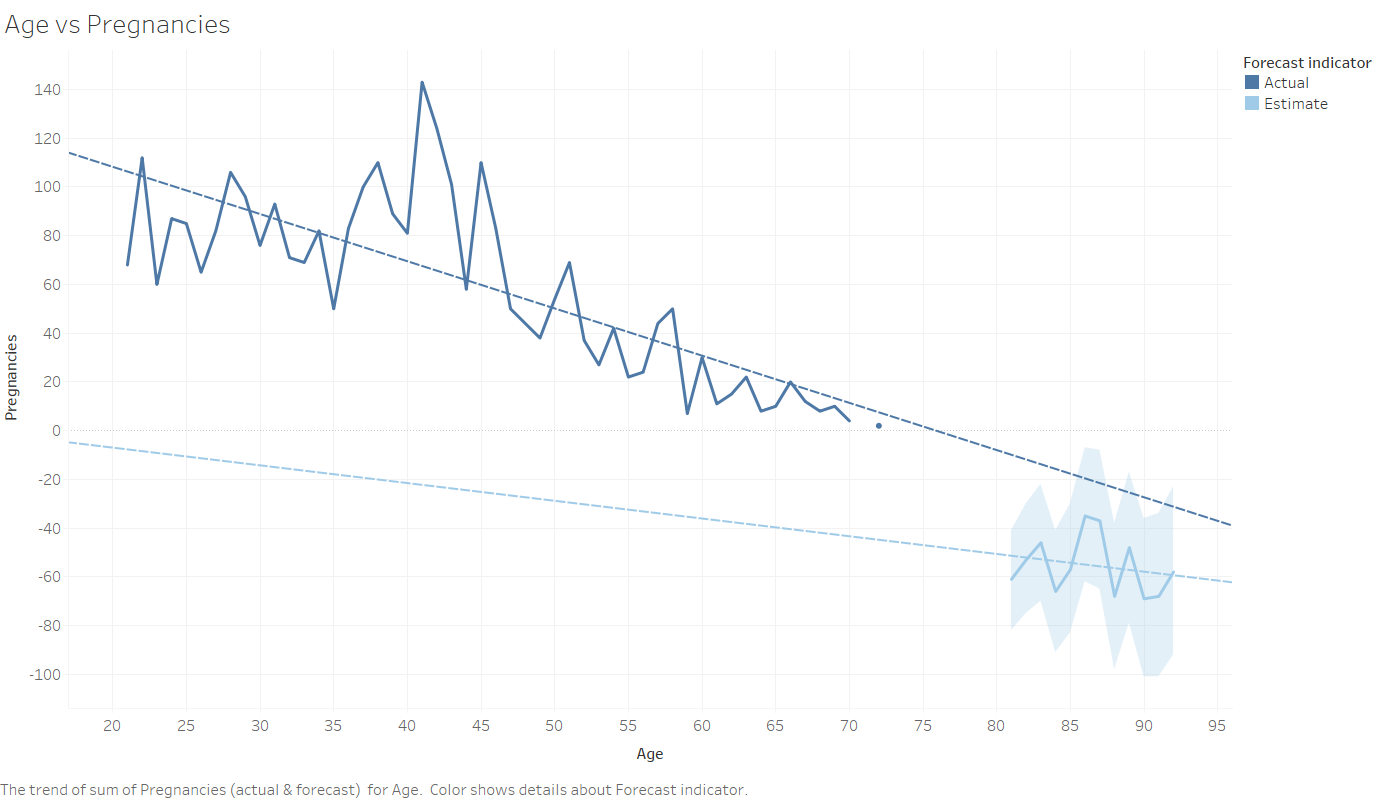 Age vs Pregnancies
Forecast indicator
Actual
Estimate
140
120
100
80
60
40
20
0
-20
-40
-60
-80
-100
Pregnancies
20 25 30 35 40 45 50 55 60 65 70 75 80 85 90 95
Age
The trend of sum of Pregnancies (actual & forecast)  for Age.  Color shows details about Forecast indicator.